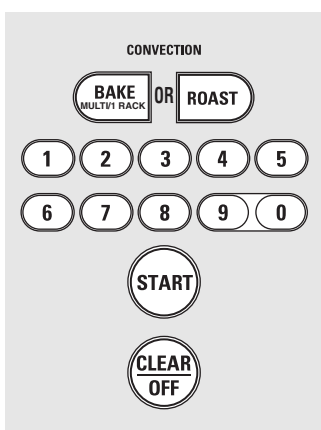 CONVECTION
BAKE
MULTI/1 RACK
OR
ROAST
1 2 3 4 5
6 7 8 9 0
START
CLEAR
OFF